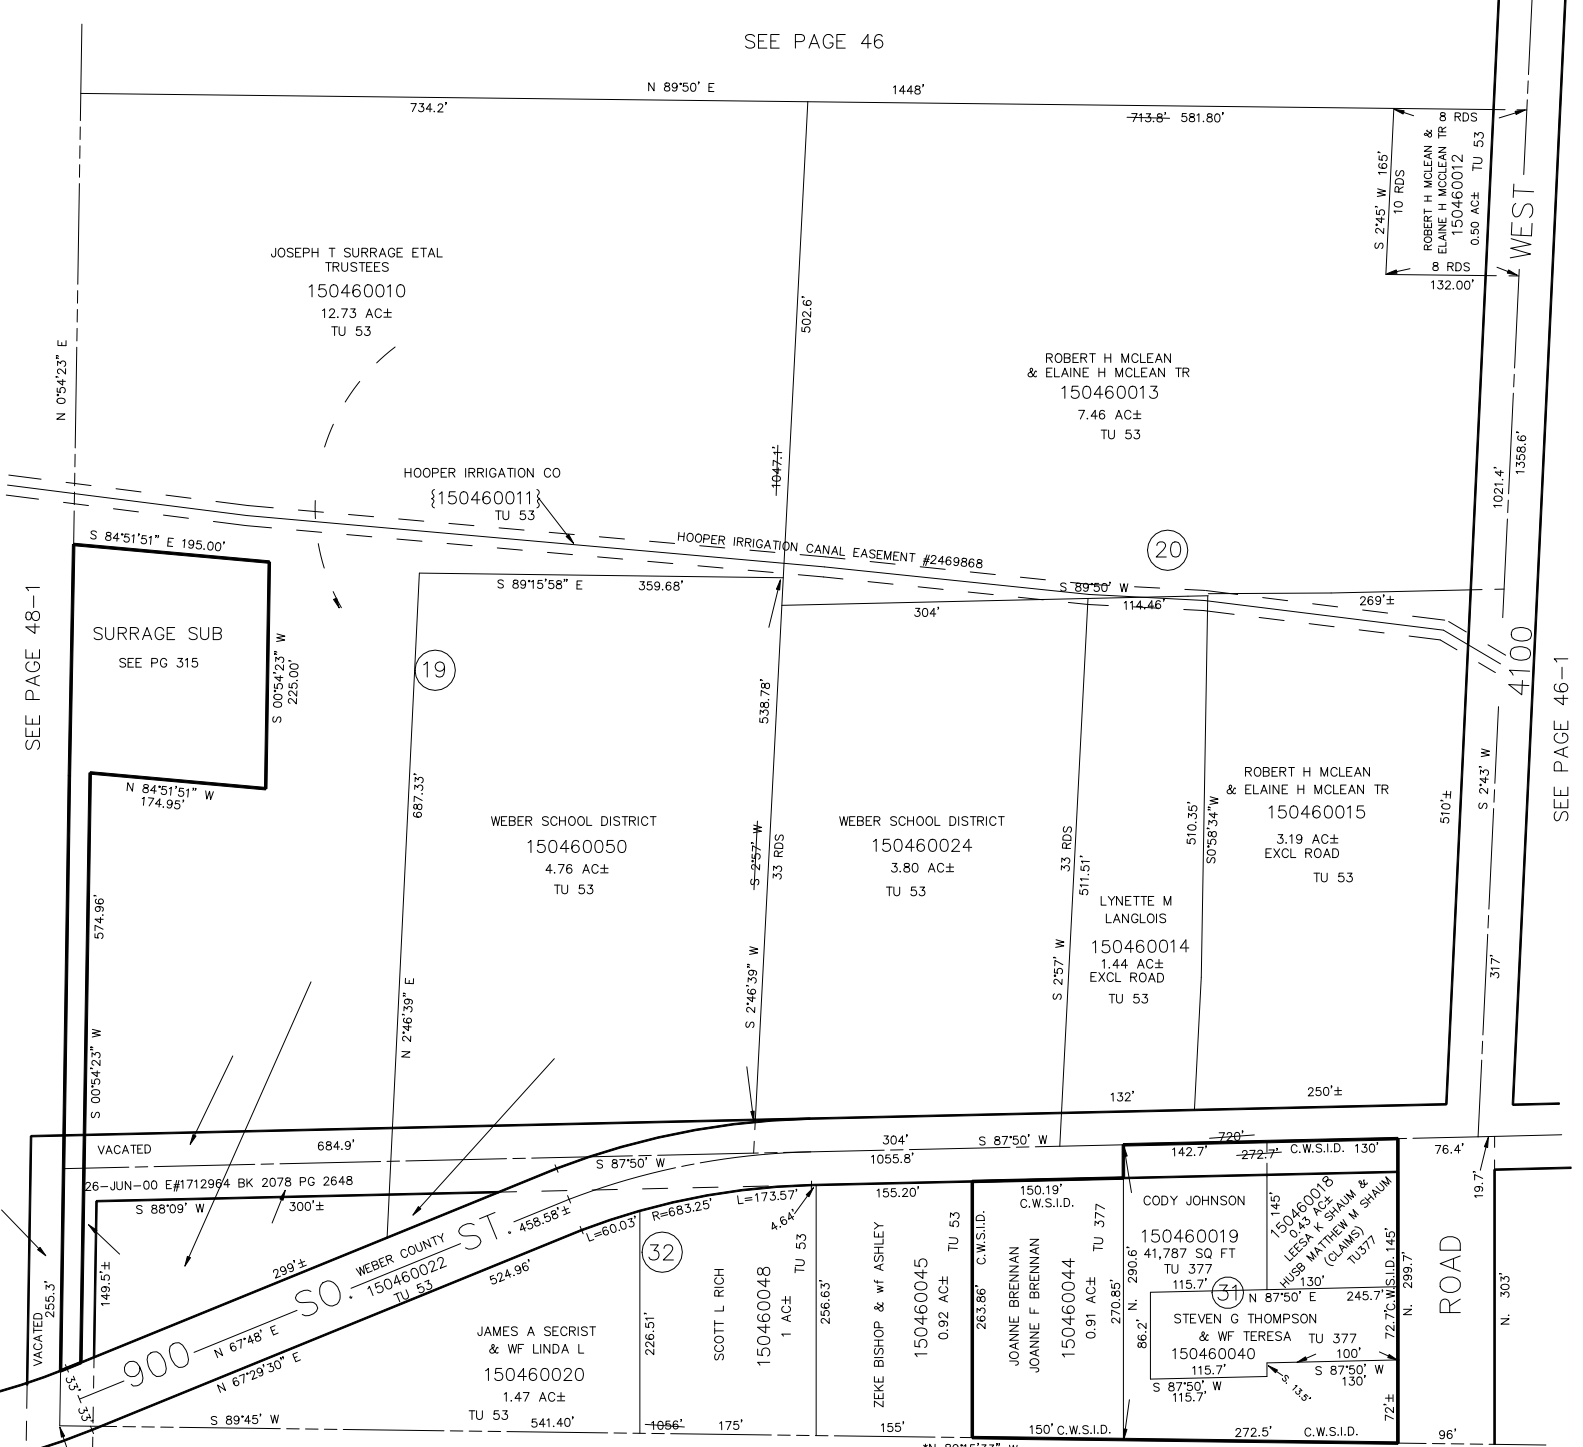 SEE PAGE 46
N 89°50' E
1448'
734.2'
713.8' 581.80'
8 RDS
ROBERT H MCLEAN &
ELAINE H MCCLEAN TR
150460012
0.50 AC± TU 53
S 2°45' W 165'
10 RDS
8 RDS
132.00'
WEST
JOSEPH T SURRAGE ETAL
TRUSTEES
150460010
12.73 AC±
TU 53
N 0°54'23" E
502.6'
1047.1'
ROBERT H MCLEAN
& ELAINE H MCLEAN TR
150460013
7.46 AC±
TU 53
1021.4'
1358.6'
HOOPER IRRIGATION CO
{150460011}
TU 53
HOOPER IRRIGATION CANAL EASEMENT #2469868
20
S 84°51'51" E 195.00'
S 89°15'58" E 359.68'
S 89°50' W
304'
114.46'
269'±
SEE PAGE 48-1
SURRAGE SUB
SEE PG 315
S 00°54'23" W
225.00'
N 84°51'51" W
174.95'
19
687.33'
538.78'
4100
SEE PAGE 46-1
WEBER SCHOOL DISTRICT
150460050
4.76 AC±
TU 53
S 2°57' W
33 RDS
WEBER SCHOOL DISTRICT
150460024
3.80 AC±
TU 53
33 RDS
511.51'
510.35'
S0°58'34"W
ROBERT H MCLEAN
& ELAINE H MCLEAN TR
150460015
3.19 AC±
EXCL ROAD
TU 53
510'±
S 2°43' W
LYNETTE M
LANGLOIS
150460014
1.44 AC±
EXCL ROAD
TU 53
574.96'
S 00°54'23" W
N 2°46'39" E
S 2°46'39" W
S 2°57' W
317'
132'
250'±
VACATED
684.9'
304'
S 87°50' W
720'
S 87°50' W
1055.8'
142.7'
272.7'
C.W.S.I.D. 130'
76.4'
26-JUN-00 E#1712964 BK 2078 PG 2648
S 88°09' W
300'±
19.7'
VACATED
255.3'
149.5'±
299'±
WEBER COUNTY
150460022
TU 53
900 SO. ST.
458.58'±
524.96'
N 67°48' E
N 67°29'30" E
33' 33'
L=60.03'
R=683.25'
L=173.57'
4.64'
155.20'
32
JAMES A SECRIST
& WF LINDA L
150460020
1.47 AC±
TU 53
226.51'
SCOTT L RICH
150460048
1 AC±
TU 53
256.63'
ZEKE BISHOP & wf ASHLEY
150460045
0.92 AC±
TU 53
263.86' C.W.S.I.D.
150.19'
C.W.S.I.D.
JOANNE BRENNAN
JOANNE F BRENNAN
150460044
0.91 AC±
TU 377
270.85'
N. 290.6'
CODY JOHNSON
150460019
41,787 SQ FT
TU 377
115.7'
145'
150460018
0.43 AC±
LEESA K SHAUM &
HUSB MATTHEW M SHAUM
(CLAIMS)
TU377
31
130'
N 87°50' E
245.7'
86.2'
STEVEN G THOMPSON
& WF TERESA TU 377
150460040
115.7'
S 87°50' W
115.7'
100'
S 87°50' W
130'
S. 13.5'
72.7' C.W.S.I.D. 145'
N. 299.7'
72'±
ROAD
N. 303'
S 89°45' W
541.40'
1056'
175'
155'
150' C.W.S.I.D.
272.5'
C.W.S.I.D.
96'